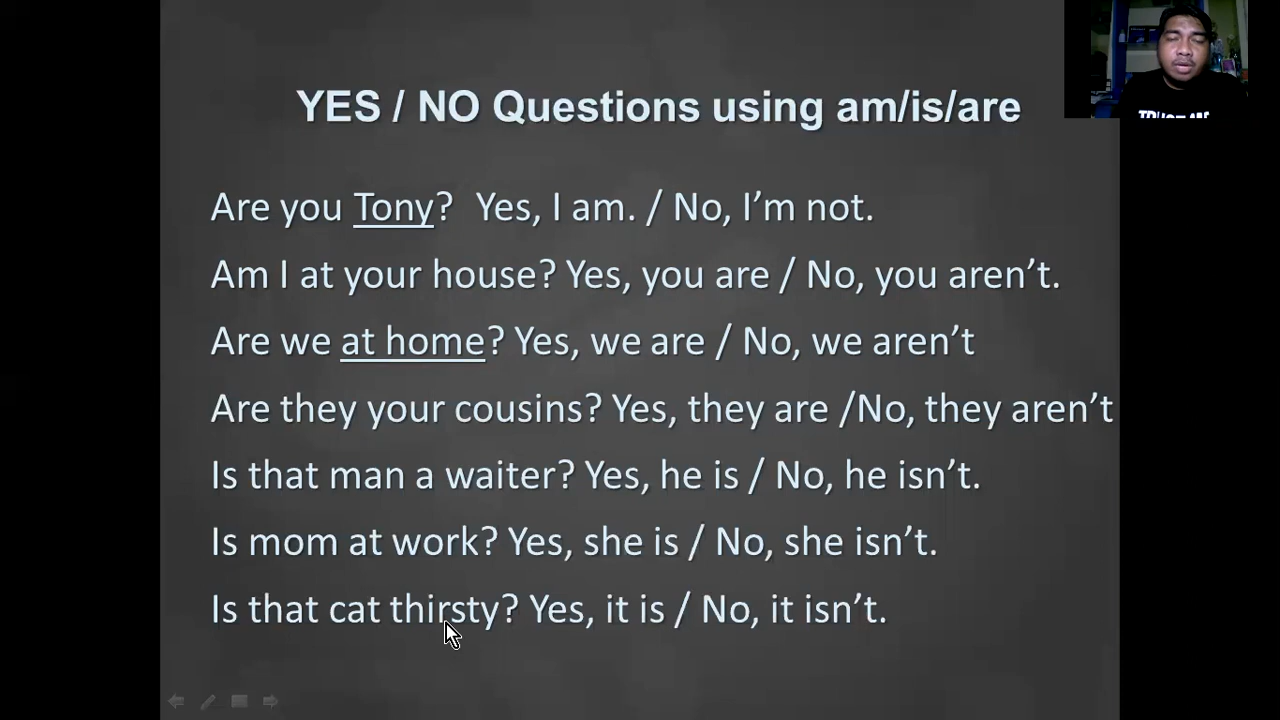 YES / NO Questions using am/is/are
Are you Tony? Yes, I am. / No, I’m not.
Am I at your house? Yes, you are / No, you aren’t.
Are we at home? Yes, we are / No, we aren’t
Are they your cousins? Yes, they are /No, they aren’t
Is that man a waiter? Yes, he is / No, he isn’t.
Is mom at work? Yes, she is / No, she isn’t.
Is that cat thirsty? Yes, it is / No, it isn’t.